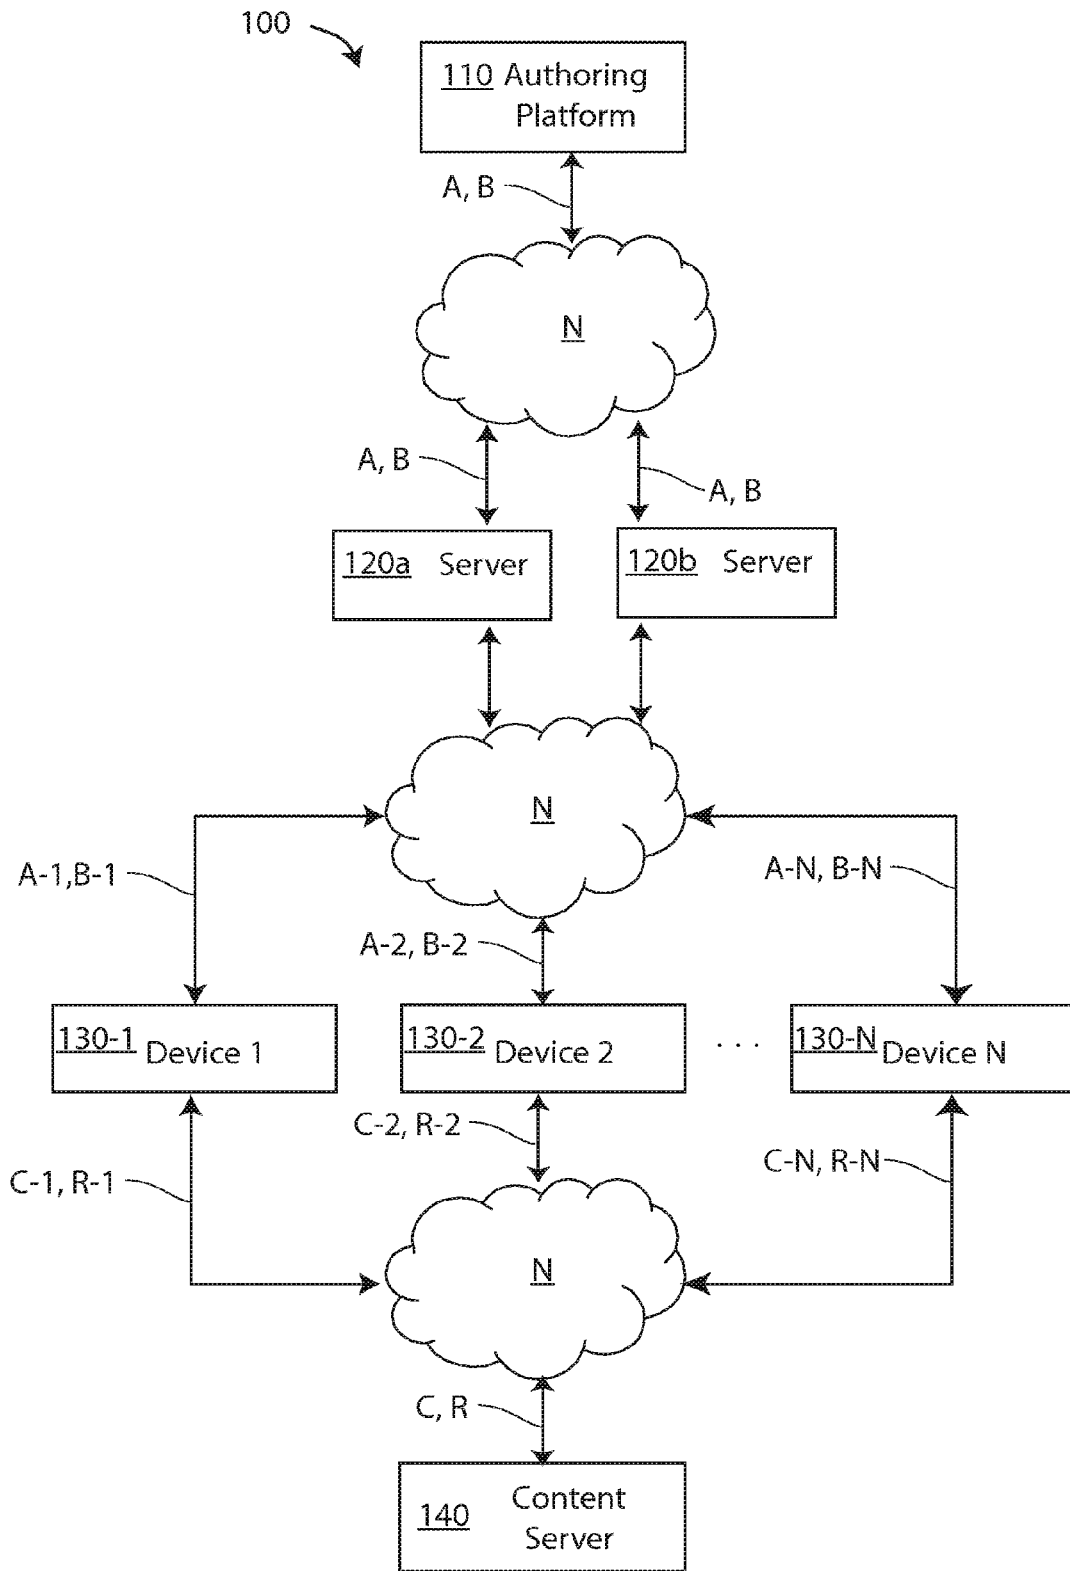 100
110 Authoring
Platform
A, B
N
A, B
A, B
120a Server
120b Server
N
A-1,B-1
A-N, B-N
A-2, B-2
130-1 Device 1
130-2 Device 2
. . .
130-N Device N
C-2, R-2
C-1, R-1
C-N, R-N
N
C, R
140 Content
Server